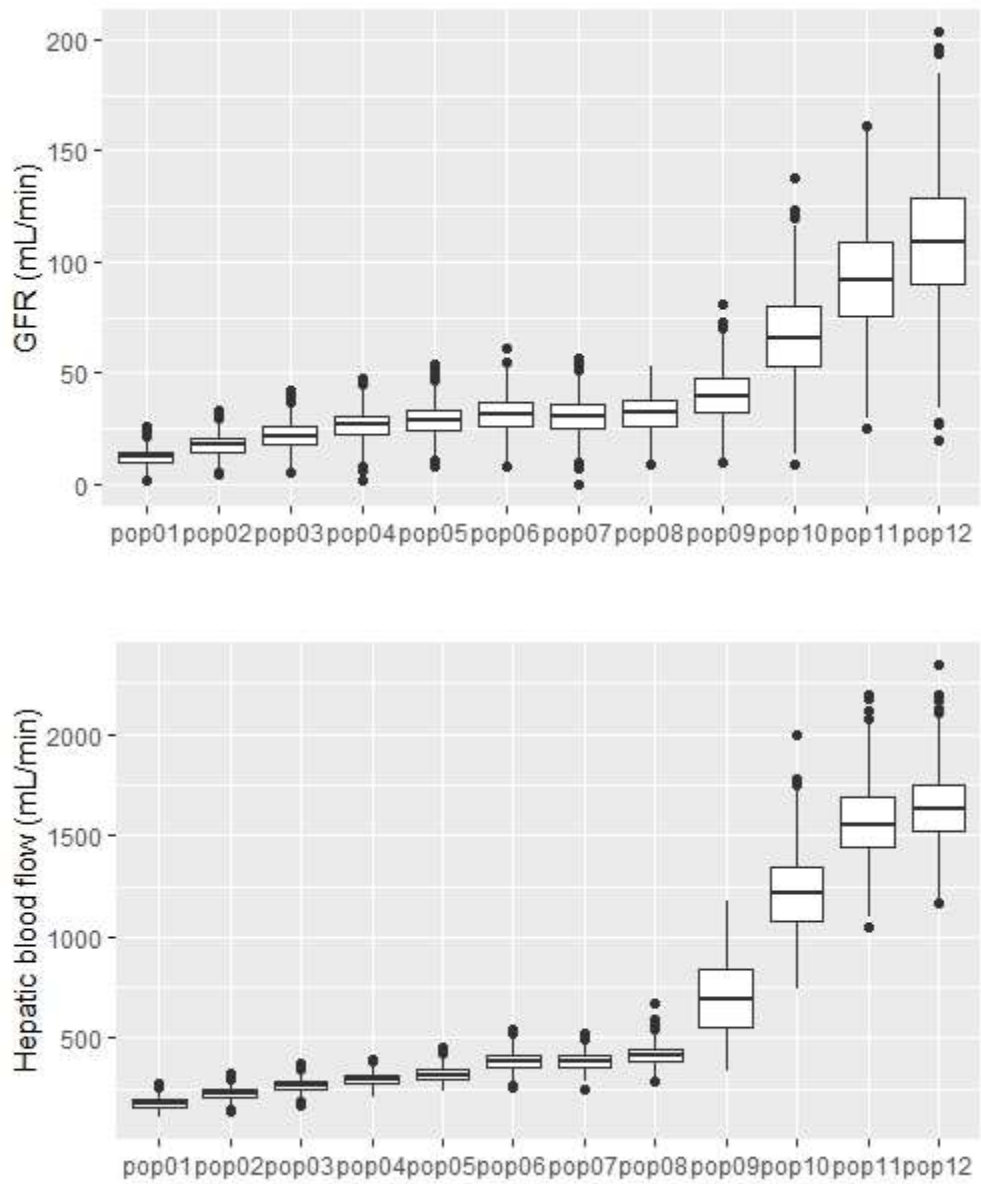 GFR (mL/min)
200
150
100
50
0
pop01 pop02 pop03 pop04 pop05 pop06 pop07 pop08 pop09 pop10 pop11 pop12
Hepatic blood flow (mL/min)
2000
1500
1000
500
pop01 pop02 pop03 pop04 pop05 pop06 pop07 pop08 pop09 pop10 pop11 pop12